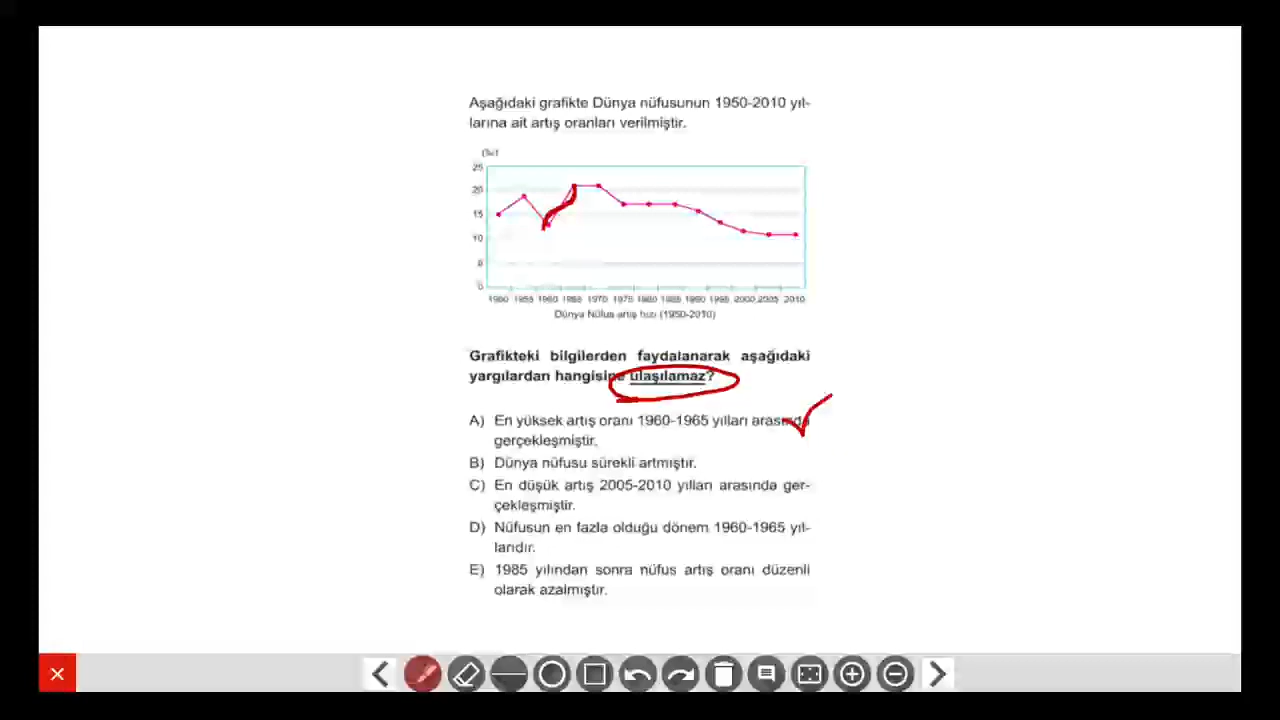 Aşağıdaki grafikte Dünya nüfusunun 1950-2010 yıl-
larına ait artış oranları verilmiştir.
25
20
15
10
5
0
1950 1955 1960 1965 1970 1975 1980 1985 1990 1995 2000 2005 2010
Dünya Nüfus artış hızı (1950-2010)
Grafikteki bilgilerden faydalanarak aşağıdaki
yargılardan hangisine ulaşılamaz?
A) En yüksek artış oranı 1960-1965 yılları arasında
gerçekleşmiştir.
B) Dünya nüfusu sürekli artmıştır.
C) En düşük artış 2005-2010 yılları arasında ger-
çekleşmiştir.
D) Nüfusun en fazla olduğu dönem 1960-1965 yıl-
larıdır.
E) 1985 yılından sonra nüfus artış oranı düzenli
olarak azalmıştır.